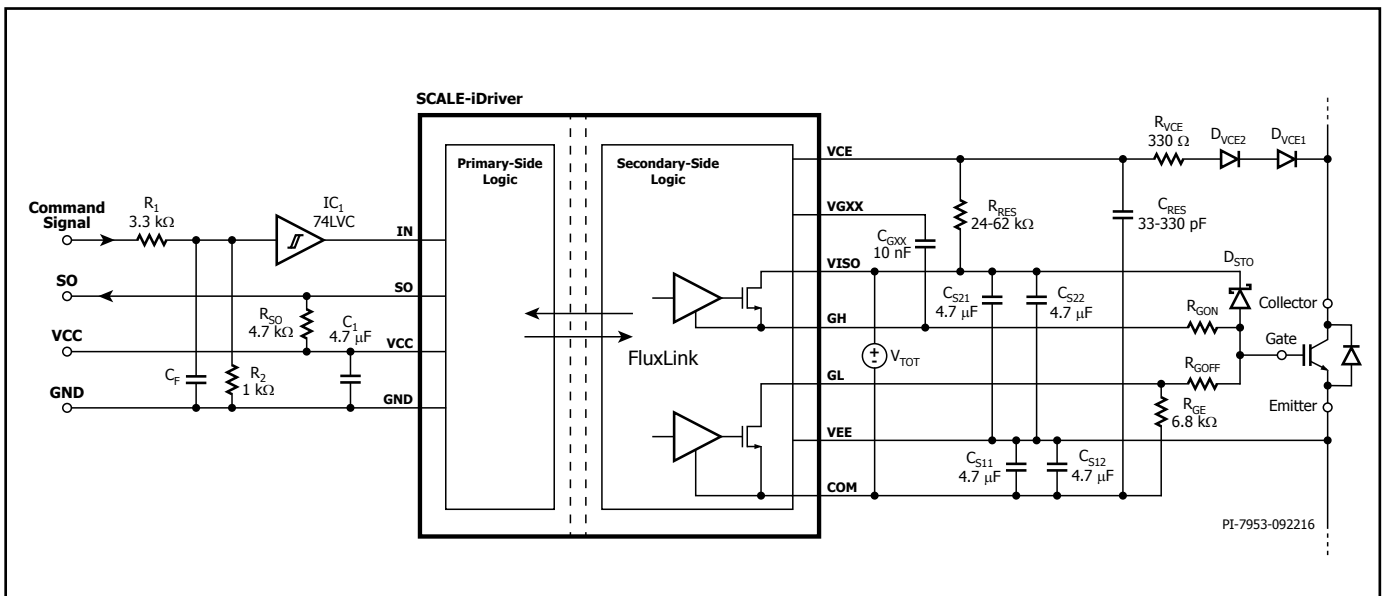 SCALE-iDriver
Primary-Side
Logic
Secondary-Side
Logic
FluxLink
Command
Signal
R1
3.3 kΩ
IC1
74LVC
IN
SO
SO
RSO
4.7 kΩ
C1
4.7 μF
VCC
VCC
CF
R2
1 kΩ
GND
GND
VCE
RVCE
330 Ω
DVCE2
DVCE1
VGXX
RRES
24-62 kΩ
CRES
33-330 pF
CGXX
10 nF
VISO
DSTO
CS21
4.7 μF
CS22
4.7 μF
Collector
GH
RGON
VTOT
Gate
GL
RGOFF
RGE
6.8 kΩ
Emitter
VEE
CS11
4.7 μF
CS12
4.7 μF
COM
PI-7953-092216